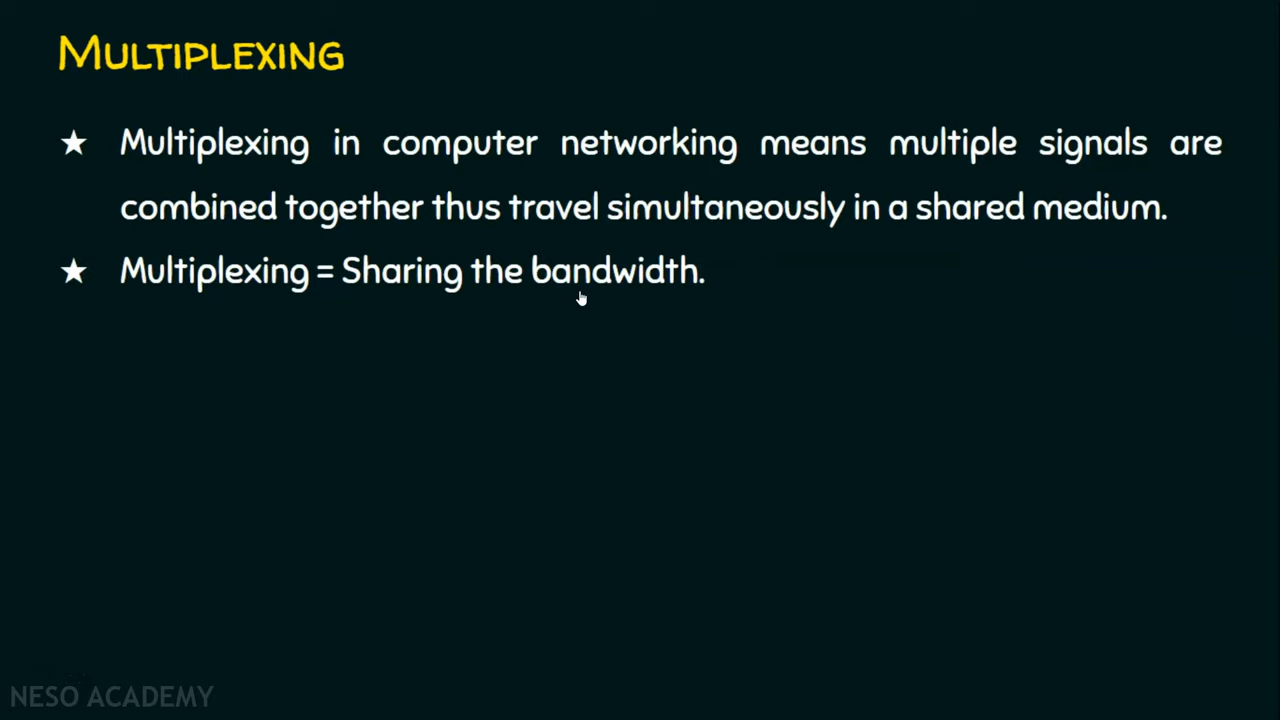 MULTIPLEXING
★ Multiplexing in computer networking means multiple signals are
combined together thus travel simultaneously in a shared medium.
★ Multiplexing = Sharing the bandwidth.
NESO ACADEMY